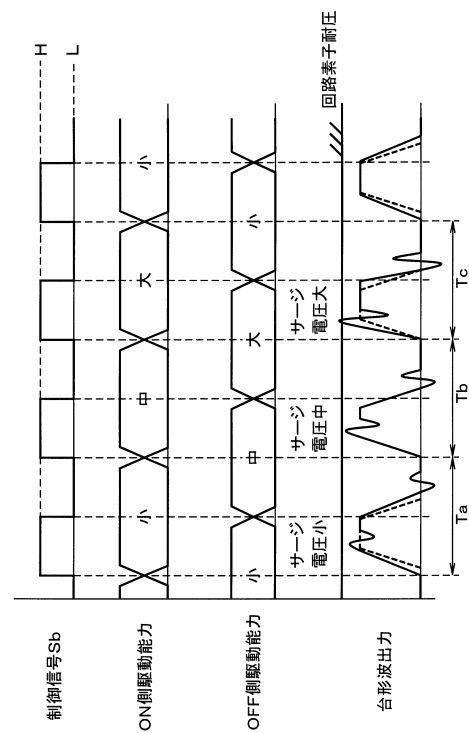 制御信号Sb
H
L
ON側駆動能力
小
中
大
小
OFF側駆動能力
小
中
大
小
サージ
電圧小
サージ
電圧中
サージ
電圧大
回路素子耐圧
台形波出力
Ta
Tb
Tc